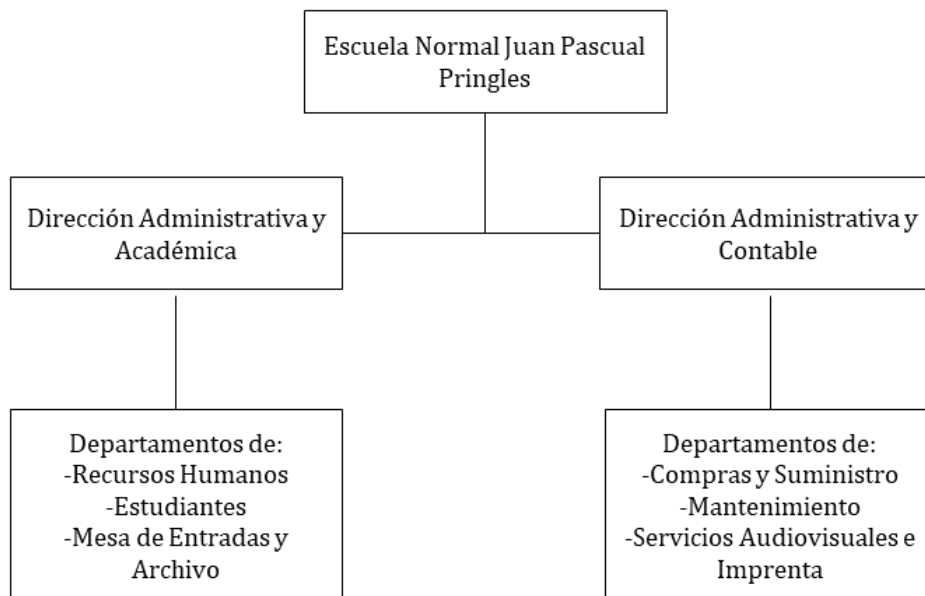 Escuela Normal Juan Pascual
Pringles
Dirección Administrativa y
Académica
Dirección Administrativa y
Contable
Departamentos de:
-Recursos Humanos
-Estudiantes
-Mesa de Entradas y
Archivo
Departamentos de:
-Compras y Suministro
-Mantenimiento
-Servicios Audiovisuales e
Imprenta